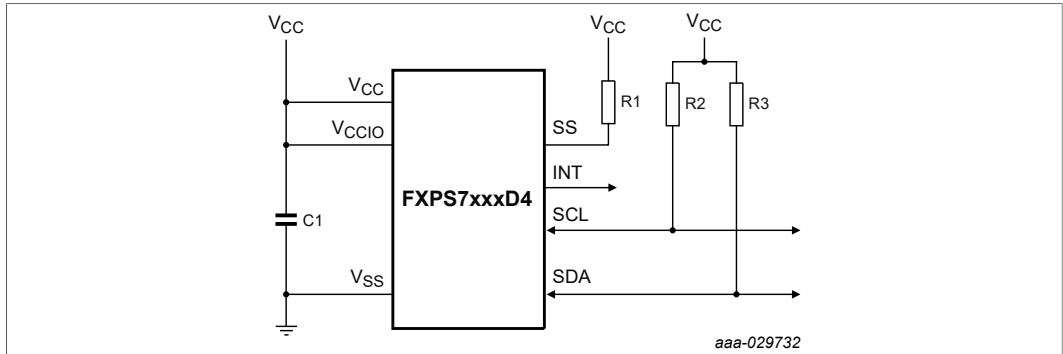 VCC
VCC
VCC
VCC
R1
R2
R3
VCCIO
SS
INT
FXPS7xxxD4
SCL
C1
VSS
SDA
aaa-029732